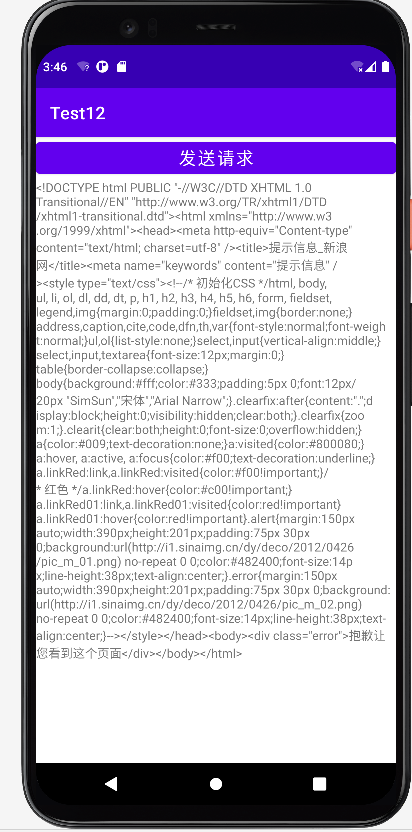 3:46
Test12
发送请求
<!DOCTYPE html PUBLIC "-//W3C//DTD XHTML 1.0
Transitional//EN" "http://www.w3.org/TR/xhtml1/DTD
/xhtml1-transitional.dtd"><html xmlns="http://www.w3
.org/1999/xhtml"><head><meta http-equiv="Content-type"
content="text/html; charset=utf-8" /><title>提示信息_新浪
网</title><meta name="keywords" content="提示信息" /
><style type="text/css"><!--/* 初始化CSS */html, body,
ul, li, ol, dl, dd, dt, p, h1, h2, h3, h4, h5, h6, form, fieldset,
legend,img{margin:0;padding:0;}fieldset,img{border:none;}
address,caption,cite,code,dfn,th,var{font-style:normal;font-weigh
t:normal;}ul,ol{list-style:none;}select,input{vertical-align:middle;}
select,input,textarea{font-size:12px;margin:0;}
table{border-collapse:collapse;}
body{background:#fff;color:#333;padding:5px 0;font:12px/
20px "SimSun","宋体","Arial Narrow";}.clearfix:after{content:".";d
isplay:block;height:0;visibility:hidden;clear:both;}.clearfix{zoo
m:1;}.clearit{clear:both;height:0;font-size:0;overflow:hidden;}
a{color:#009;text-decoration:none;}a:visited{color:#800080;}
a:hover, a:active, a:focus{color:#f00;text-decoration:underline;}
a.linkRed:link,a.linkRed:visited{color:#f00!important;}/
* 红色 */a.linkRed:hover{color:#c00!important;}
a.linkRed01:link,a.linkRed01:visited{color:red!important}
a.linkRed01:hover{color:red!important}.alert{margin:150px
auto;width:390px;height:201px;padding:75px 30px
0;background:url(http://i1.sinaimg.cn/dy/deco/2012/0426
/pic_m_01.png) no-repeat 0 0;color:#482400;font-size:14p
x;line-height:38px;text-align:center;}.error{margin:150px
auto;width:390px;height:201px;padding:75px 30px 0;background:
url(http://i1.sinaimg.cn/dy/deco/2012/0426/pic_m_02.png)
no-repeat 0 0;color:#482400;font-size:14px;line-height:38px;text-
align:center;}--></style></head><body><div class="error">抱歉让
您看到这个页面</div></body></html>